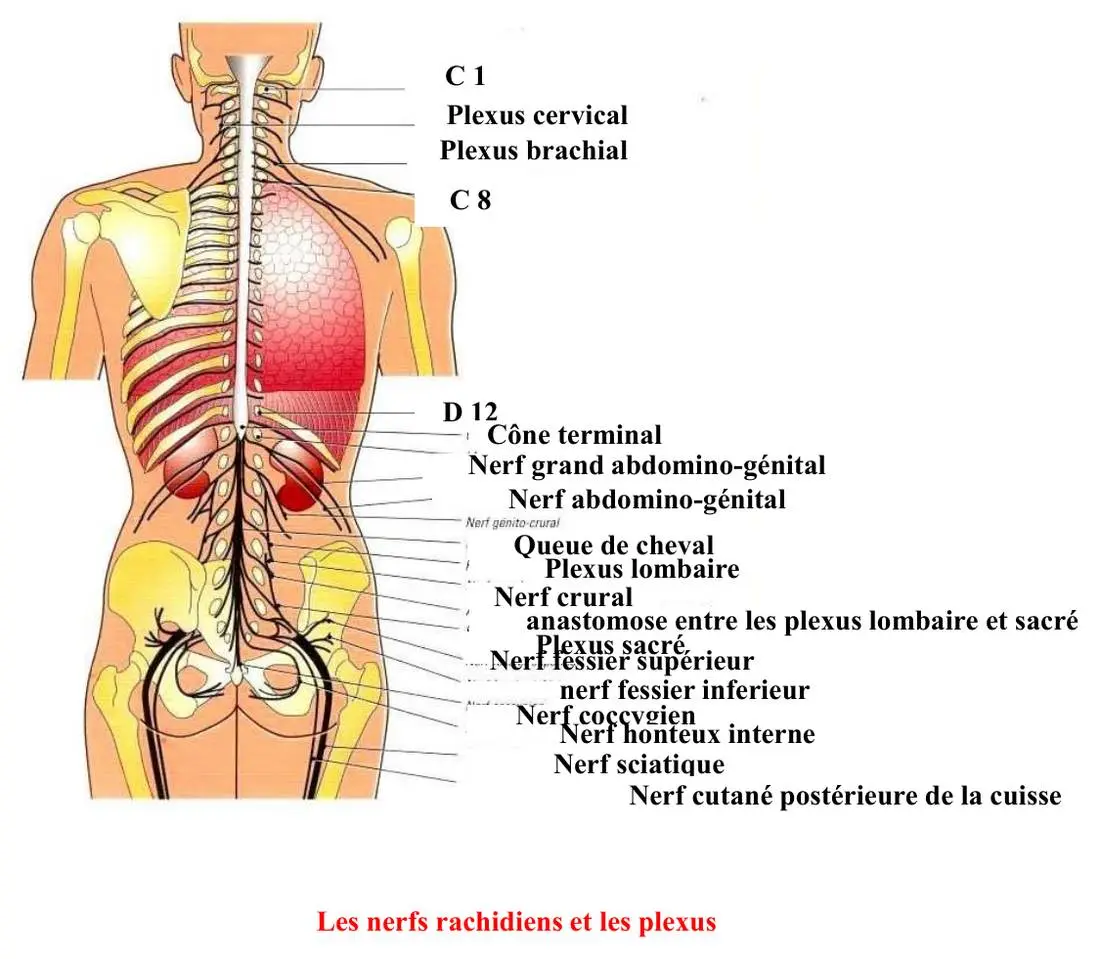 C 1
Plexus cervical
Plexus brachial
C 8
D 12
Cône terminal
Nerf grand abdomino-génital
Nerf abdomino-génital
Nerf génito-crural
Queue de cheval
Plexus lombaire
Nerf crural
anastomose entre les plexus lombaire et sacré
Plexus sacré
Nerf fessier supérieur
nerf fessier inferieur
Nerf coccygien
Nerf honteux interne
Nerf sciatique
Nerf cutané postérieure de la cuisse
Les nerfs rachidiens et les plexus